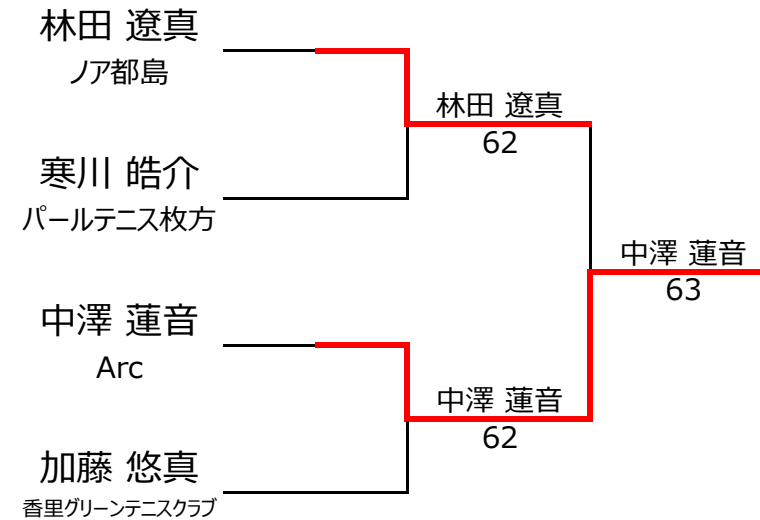 林田 遼真
ノア都島
林田 遼真
62
寒川 皓介
パールテニス枚方
中澤 蓮音
63
中澤 蓮音
Arc
中澤 蓮音
62
加藤 悠真
香里グリーンテニスクラブ